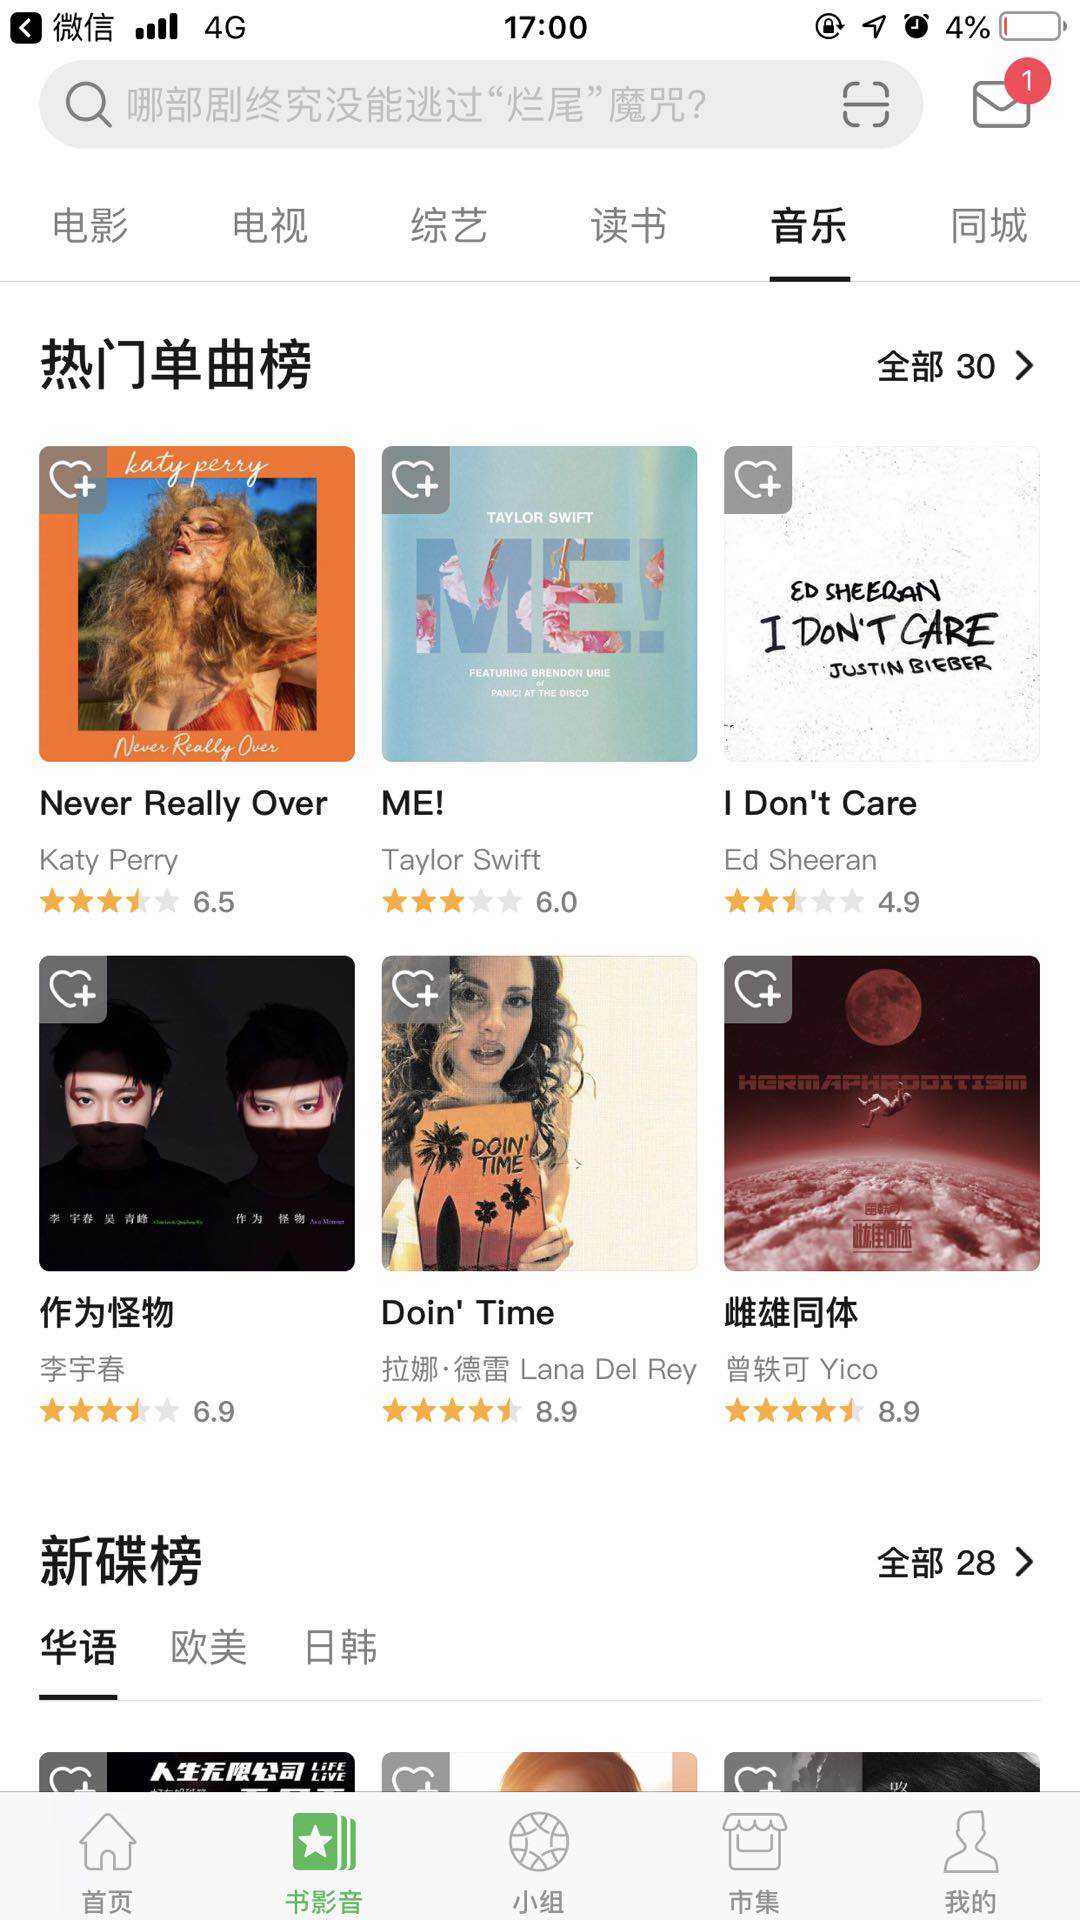 微信 4G 17:00 4%
哪部剧终究没能逃过“烂尾”魔咒?
1
电影 电视 综艺 读书 音乐 同城
热门单曲榜 全部 30
katy perry
Never Really Over
TAYLOR SWIFT
ME!
FEATURING BRENDON URIE
of
PANIC! AT THE DISCO
ED SHEERAN
I DON'T CARE
JUSTIN BIEBER
Never Really Over ME! I Don't Care
Katy Perry Taylor Swift Ed Sheeran
6.5 6.0 4.9
李宇春 吴青峰
作为 怪物 As a Monster
DOIN'
TIME
HERMAPHRODITISM
曾轶可
雌雄同体
作为怪物 Doin' Time 雌雄同体
李宇春 拉娜·德雷 Lana Del Rey 曾轶可 Yico
6.9 8.9 8.9
新碟榜 全部 28
华语 欧美 日韩
人生无限公司 LiFE
LiVE
首页 书影音 小组 市集 我的